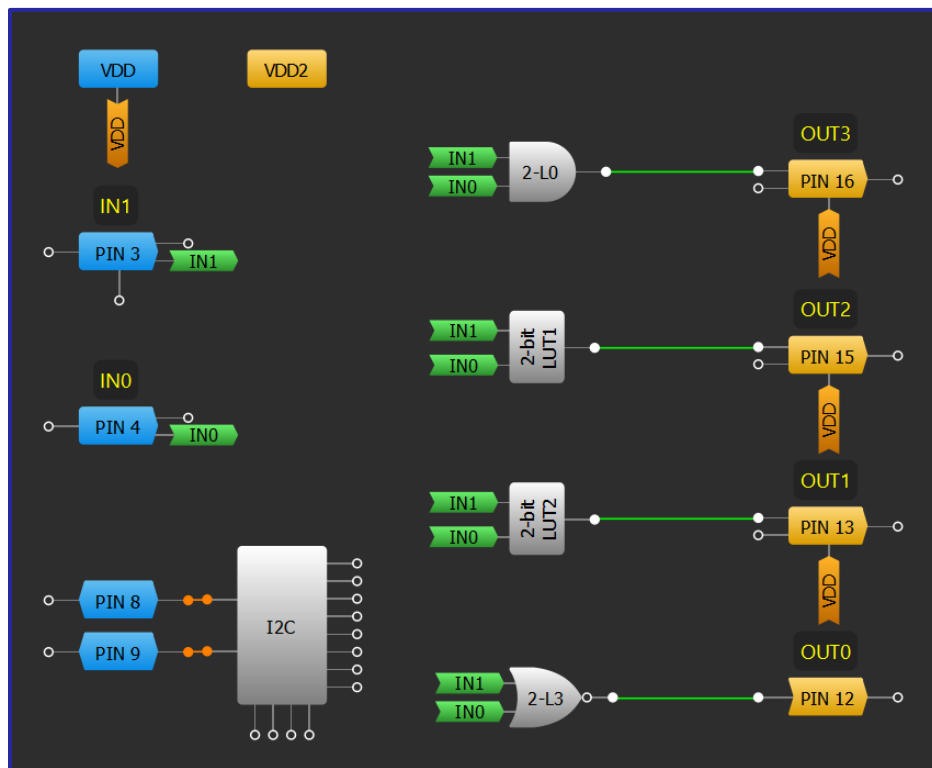 VDD
VDD2
VDD
IN1
PIN 3
IN1
IN0
PIN 4
IN0
PIN 8
PIN 9
I2C
IN1
IN0
2-L0
OUT3
PIN 16
VDD
IN1
IN0
2-bit
LUT1
OUT2
PIN 15
VDD
IN1
IN0
2-bit
LUT2
OUT1
PIN 13
VDD
IN1
IN0
2-L3
OUT0
PIN 12